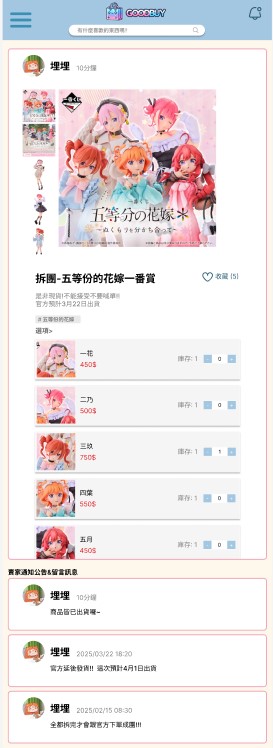 GOODBUY
有什麼喜歡的東西嗎?
埋埋 10分鐘
一番くじ
五等分の花嫁＊
～ぬくもりを分かち合って～
拆團-五等份的花嫁一番賞
收藏 (5)
是非現貨!不能接受不要喊單!!
官方預計3月22日出貨
# 五等份的花嫁
選項>
一花
450$
庫存: 1 - 0 +
二乃
500$
庫存: 1 - 0 +
三玖
750$
庫存: 1 - 1 +
四葉
550$
庫存: 1 - 0 +
五月
450$
庫存: 1 - 0 +
賣家通知公告&留言訊息
埋埋 10分鐘
商品皆已出貨囉~
埋埋 2025/03/22 18:20
官方延後發貨!! 這次預計4月1日出貨
埋埋 2025/02/15 08:30
全都拆完才會跟官方下單成團!!!